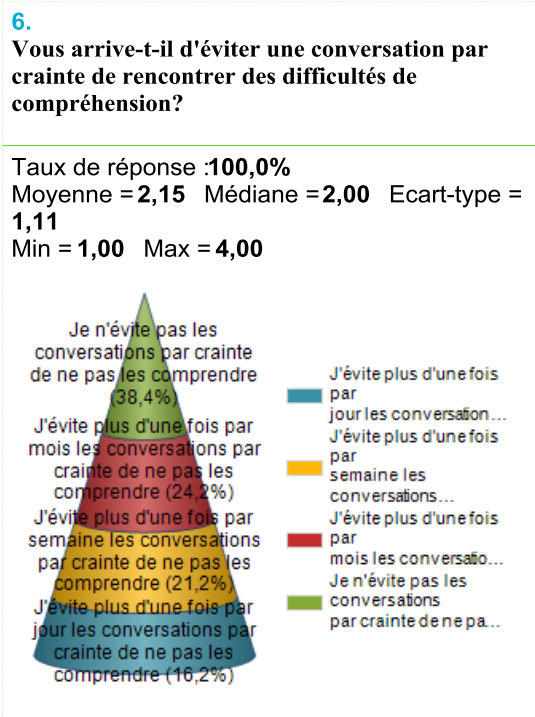 6.
Vous arrive-t-il d'éviter une conversation par
crainte de rencontrer des difficultés de
compréhension?
Taux de réponse :100,0%
Moyenne = 2,15 Médiane = 2,00 Ecart-type =
1,11
Min = 1,00 Max = 4,00
Je n'évite pas les
conversations par crainte
de ne pas les comprendre
(38,4%)
J'évite plus d'une fois par
mois les conversations par
crainte de ne pas les
comprendre (24,2%)
J'évite plus d'une fois par
semaine les conversations
par crainte de ne pas les
comprendre (21,2%)
J'évite plus d'une fois par
jour les conversations par
crainte de ne pas les
comprendre (16,2%)
J'évite plus d'une fois
par
jour les conversation...
J'évite plus d'une fois
par
semaine les
conversations...
J'évite plus d'une fois
par
mois les conversatio...
Je n'évite pas les
conversations
par crainte de ne pa...